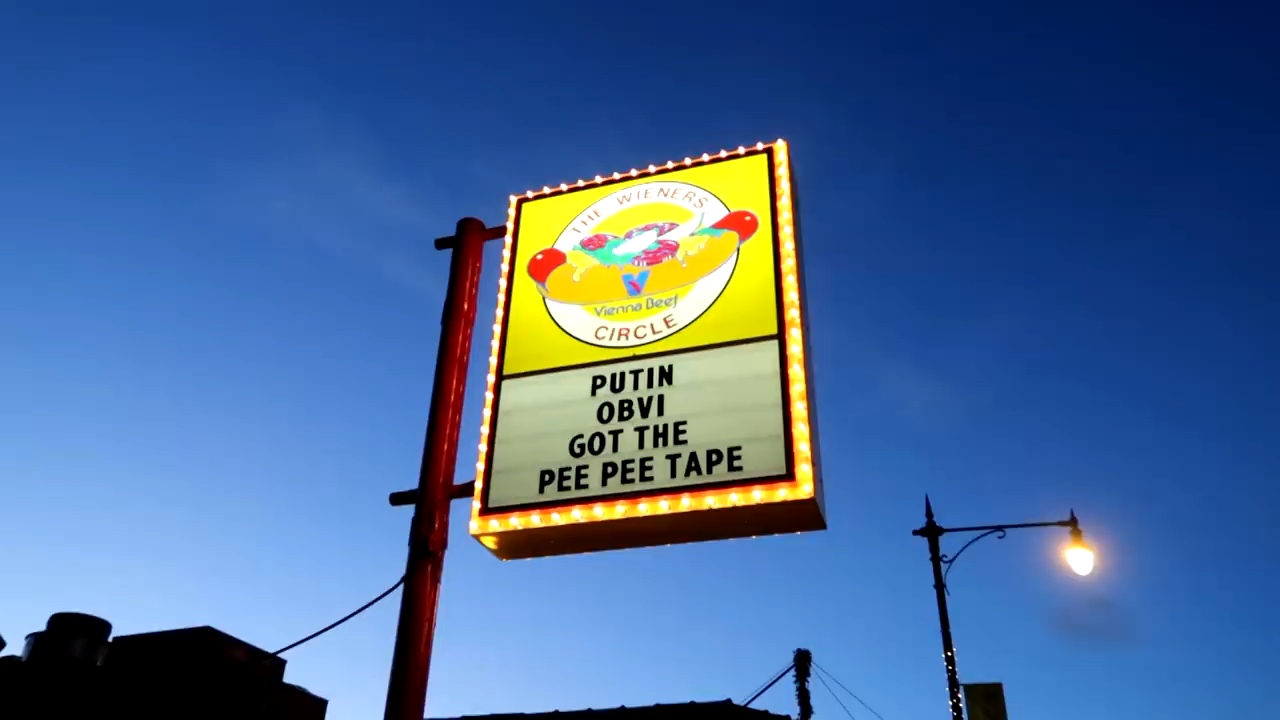 THE WIENERS
Vienna Beef
CIRCLE
PUTIN
OBVI
GOT THE
PEE PEE TAPE